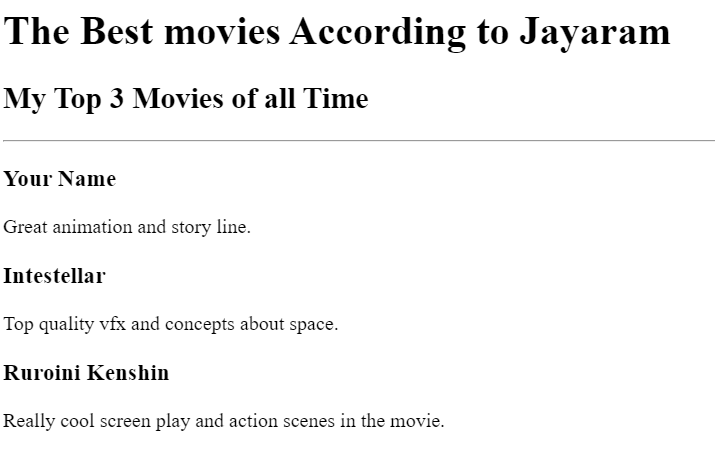 The Best movies According to Jayaram
My Top 3 Movies of all Time
Your Name
Great animation and story line.
Intestellar
Top quality vfx and concepts about space.
Ruroini Kenshin
Really cool screen play and action scenes in the movie.